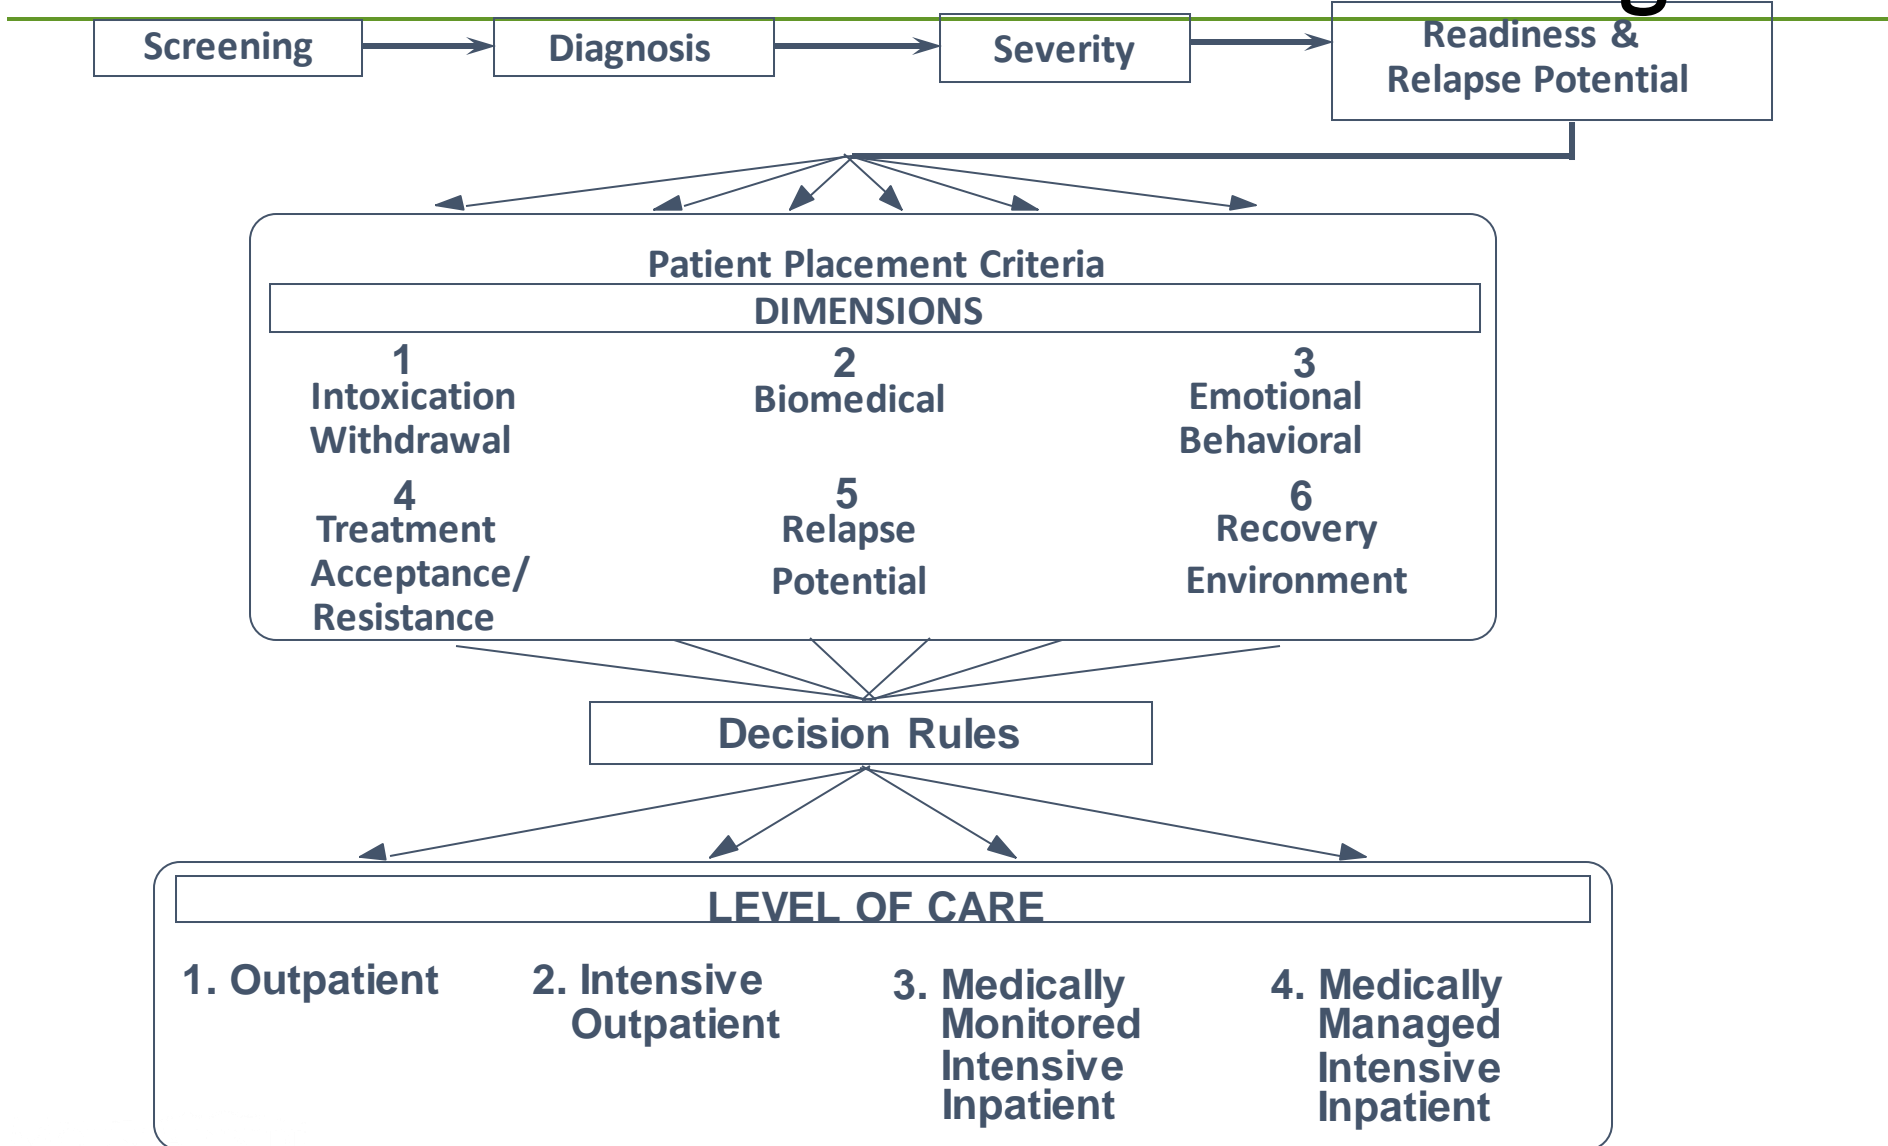 Screening
Diagnosis
Severity
Readiness &
Relapse Potential
Patient Placement Criteria
DIMENSIONS
1
Intoxication
Withdrawal
2
Biomedical
3
Emotional
Behavioral
4
Treatment
Acceptance/
Resistance
5
Relapse
Potential
6
Recovery
Environment
Decision Rules
LEVEL OF CARE
1. Outpatient
2. Intensive
Outpatient
3. Medically
Monitored
Intensive
Inpatient
4. Medically
Managed
Intensive
Inpatient